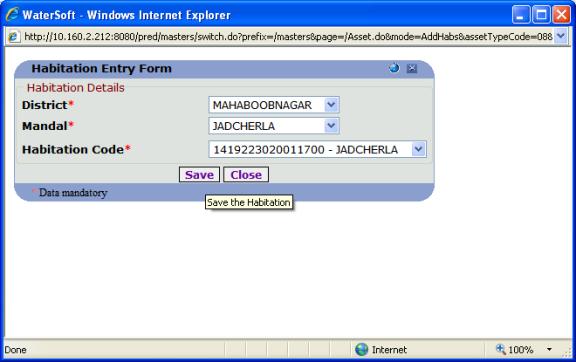 WaterSoft - Windows Internet Explorer
http://10.160.2.212:8080/pred/masters/switch.do?prefix=/masters&page=/Asset.do&mode=AddHabs&assetTypeCode=088
Habitation Entry Form
Habitation Details
District* MAHABOOBNAGAR
Mandal* JADCHERLA
Habitation Code* 1419223020011700 - JADCHERLA
Save Close
* Data mandatory
Save the Habitation
Done Internet 100%